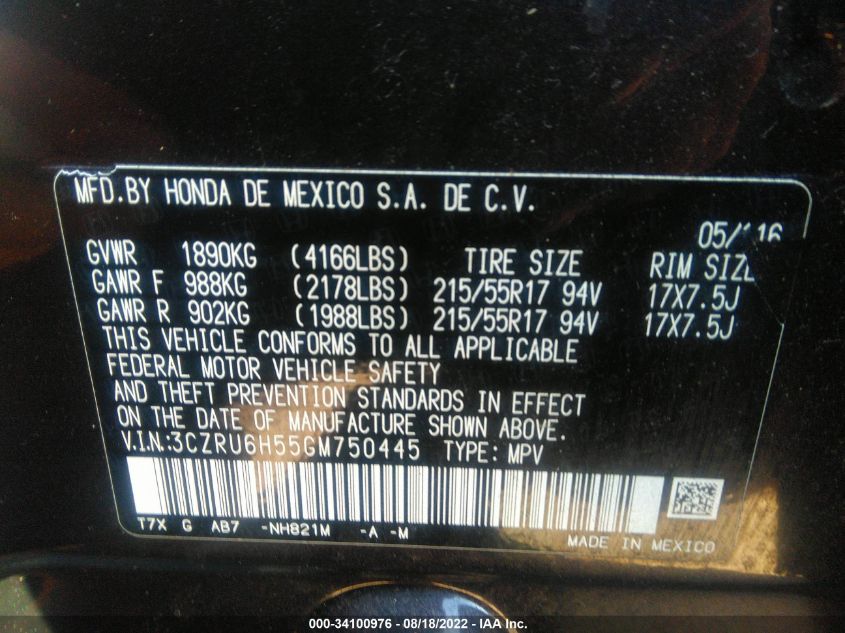 MFD.BY HONDA DE MEXICO S.A. DE C.V.
05/16
GVWR 1890KG (4166LBS) TIRE SIZE RIM SIZE
GAWR F 988KG (2178LBS) 215/55R17 94V 17X7.5J
GAWR R 902KG (1988LBS) 215/55R17 94V 17X7.5J
THIS VEHICLE CONFORMS TO ALL APPLICABLE
FEDERAL MOTOR VEHICLE SAFETY
AND THEFT PREVENTION STANDARDS IN EFFECT
ON THE DATE OF MANUFACTURE SHOWN ABOVE.
V.I.N.:3CZRU6H55GM750445 TYPE: MPV
T7X G AB7 -NH821M -A -M
MADE IN MEXICO
000-34100976 - 08/18/2022 - IAA Inc.